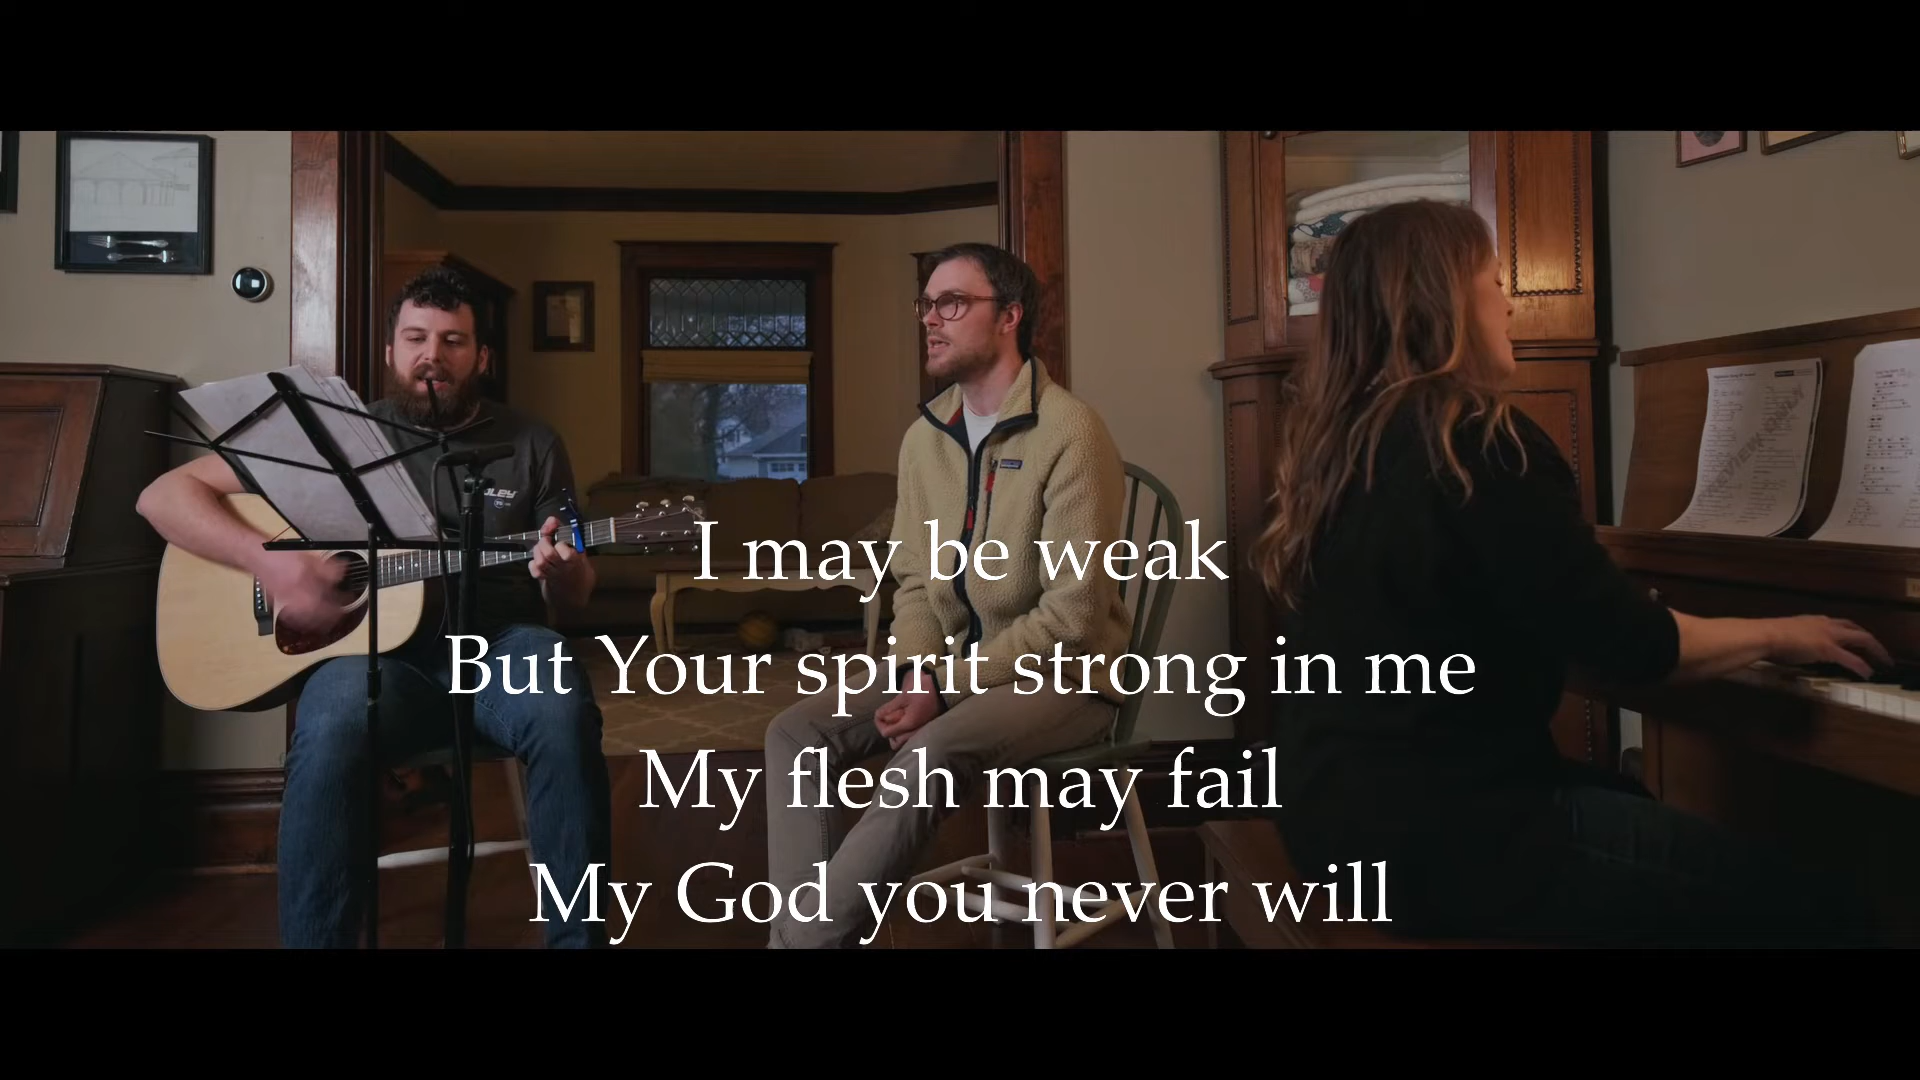 I may be weak
But Your spirit strong in me
My flesh may fail
My God you never will